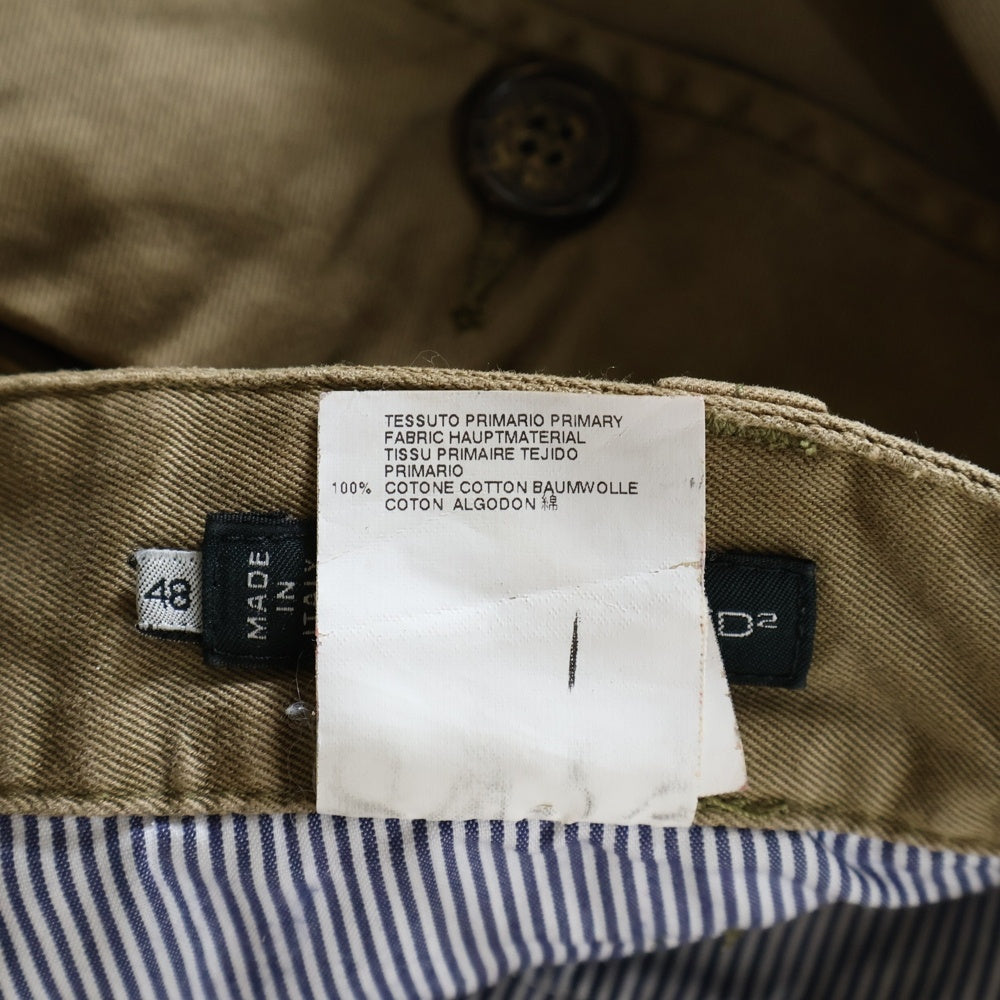 TESSUTO PRIMARIO PRIMARY
FABRIC HAUPTMATERIAL
TISSU PRIMAIRE TEJIDO
PRIMARIO
100% COTONE COTTON BAUMWOLLE
COTON ALGODON 綿
48
MADE
IN
ITALY
D²